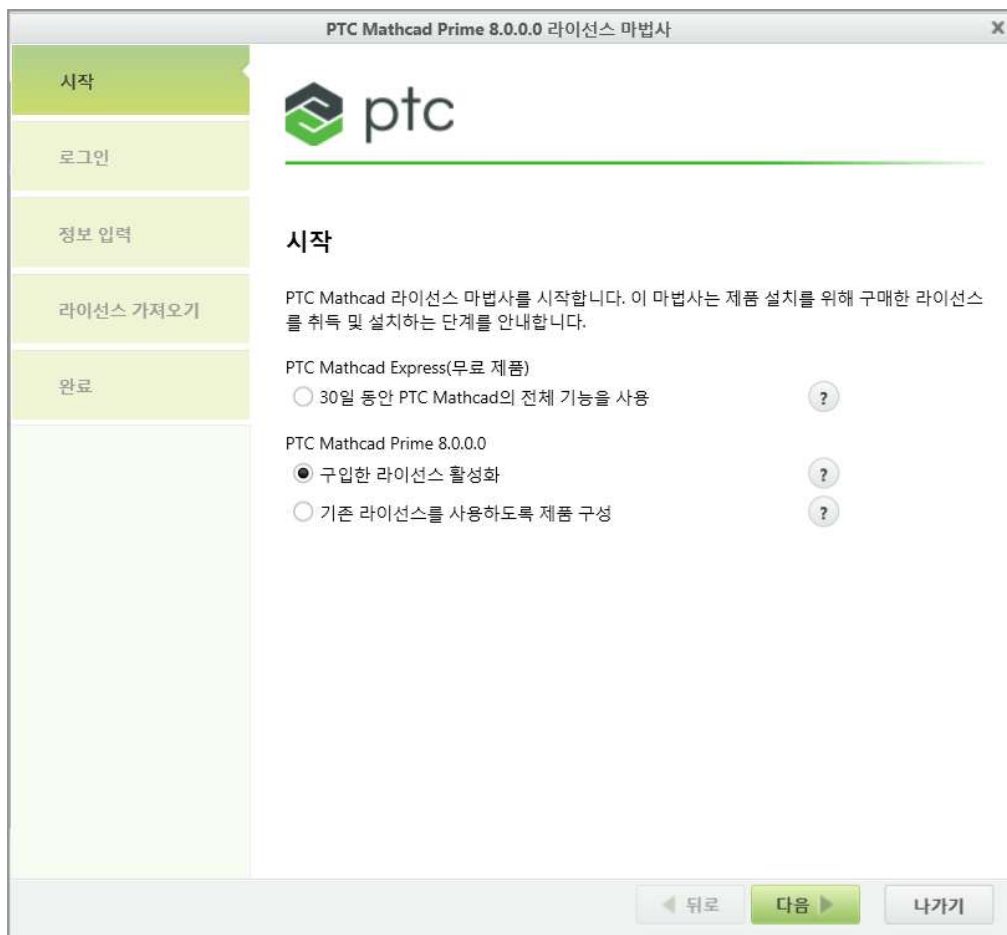 PTC Mathcad Prime 8.0.0.0 라이선스 마법사
시작
로그인
정보 입력
라이선스 가져오기
완료
ptc
시작
PTC Mathcad 라이선스 마법사를 시작합니다. 이 마법사는 제품 설치를 위해 구매한 라이선스
를 취득 및 설치하는 단계를 안내합니다.
PTC Mathcad Express(무료 제품)
30일 동안 PTC Mathcad의 전체 기능을 사용
?
PTC Mathcad Prime 8.0.0.0
구입한 라이선스 활성화
?
기존 라이선스를 사용하도록 제품 구성
?
뒤로
다음
나가기